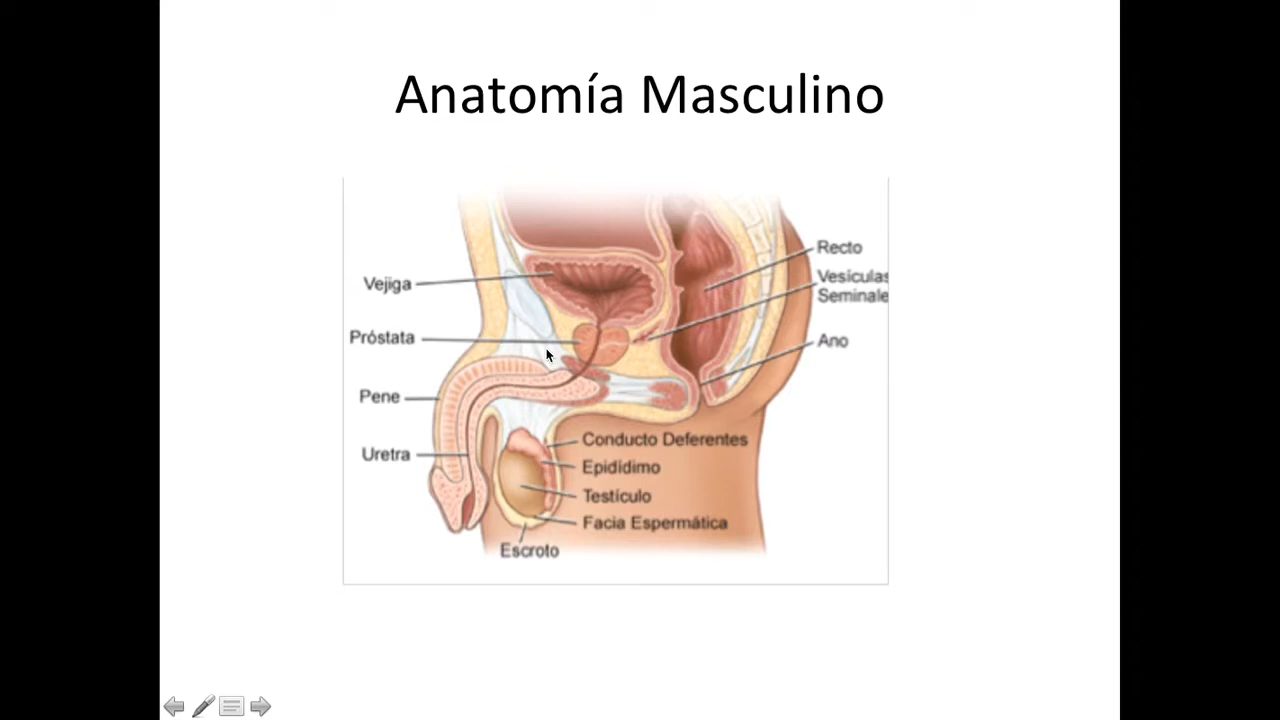 Anatomía Masculino
Vejiga
Próstata
Pene
Uretra
Recto
Vesículas
Seminale
Ano
Conducto Deferentes
Epidídimo
Testículo
Facia Espermática
Escroto